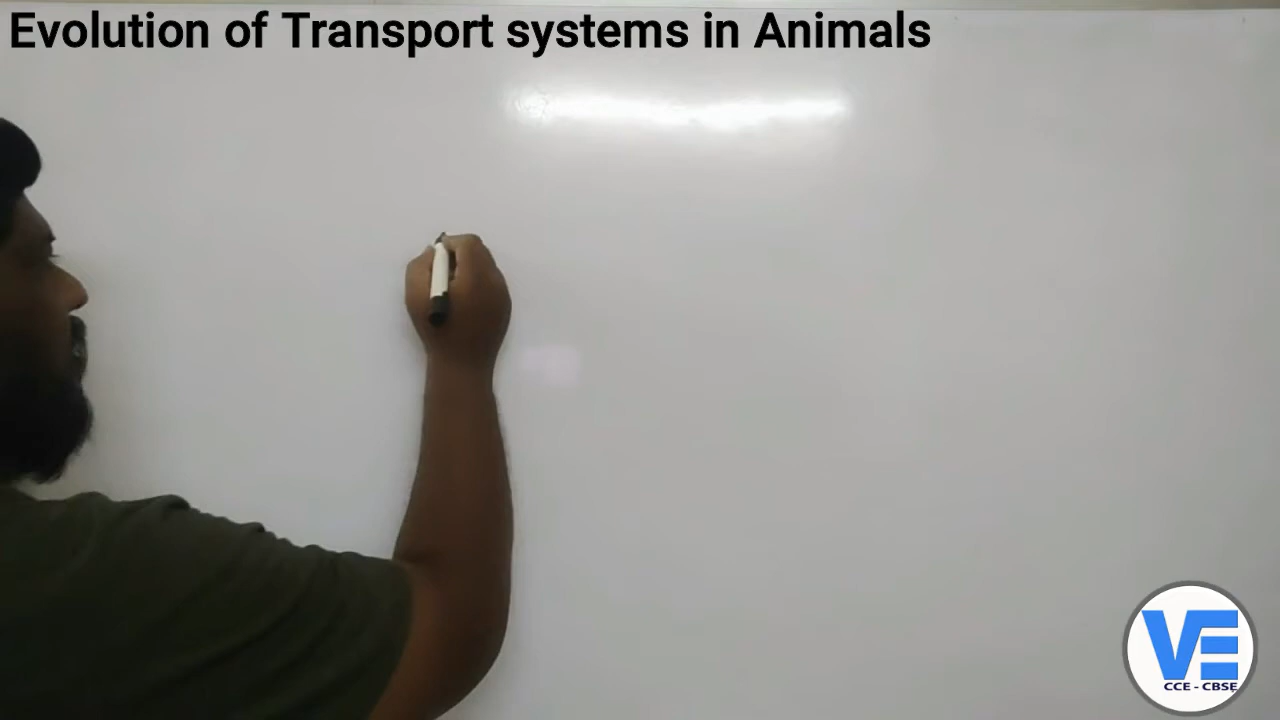 Evolution of Transport systems in Animals
VE
CCE - CBSE